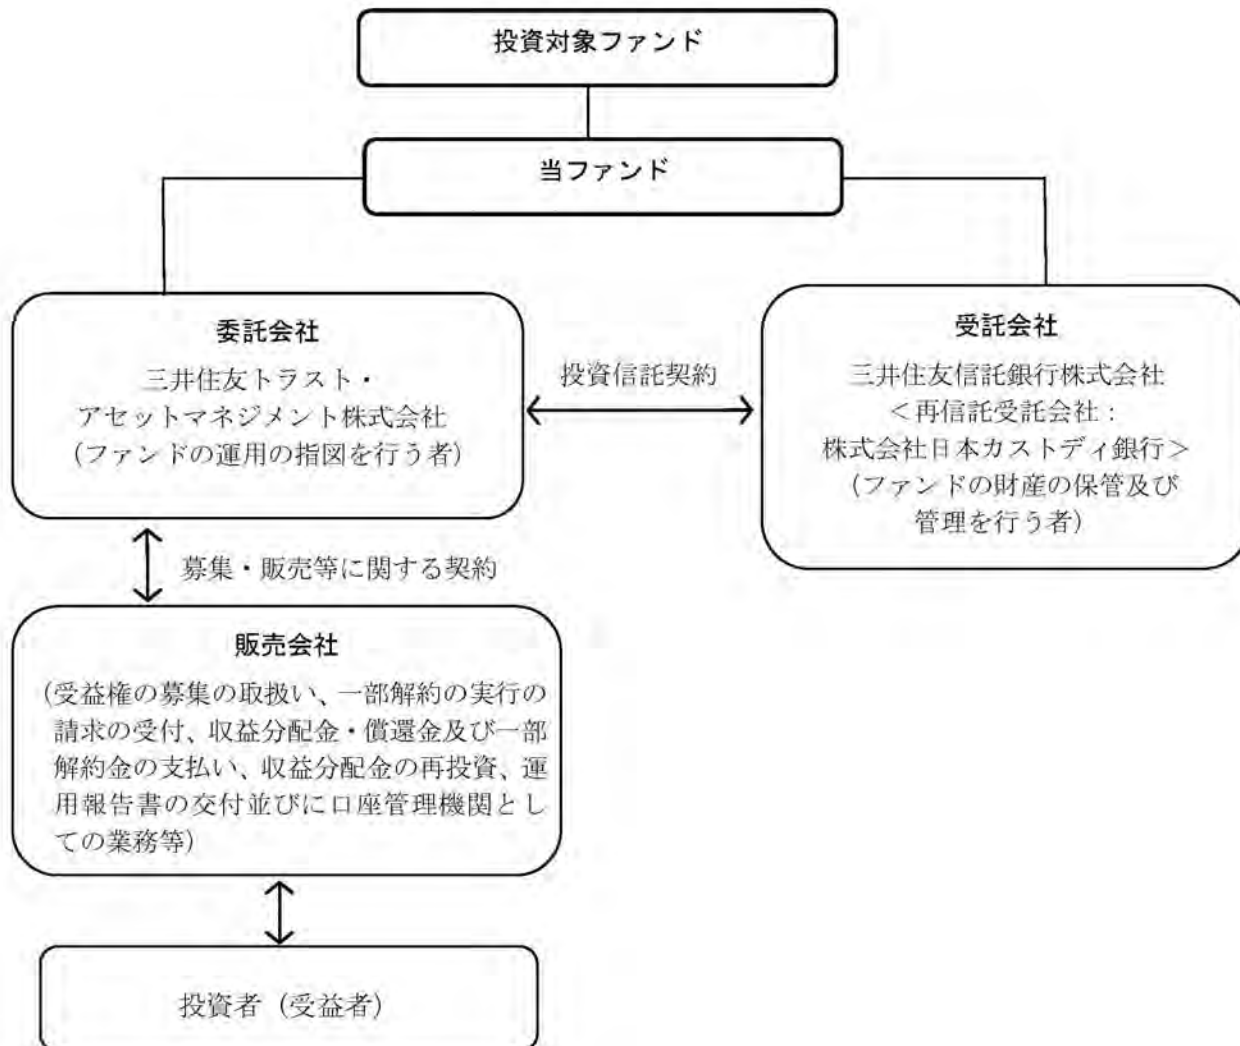 投資対象ファンド
当ファンド
委託会社
三井住友トラスト・
アセットマネジメント株式会社
（ファンドの運用の指図を行う者）
投資信託契約
受託会社
三井住友信託銀行株式会社
＜再信託受託会社：
株式会社日本カストディ銀行＞
（ファンドの財産の保管及び
管理を行う者）
募集・販売等に関する契約
販売会社
（受益権の募集の取扱い、一部解約の実行の
請求の受付、収益分配金・償還金及び一部
解約金の支払い、収益分配金の再投資、運
用報告書の交付並びに口座管理機関とし
ての業務等）
投資者（受益者）